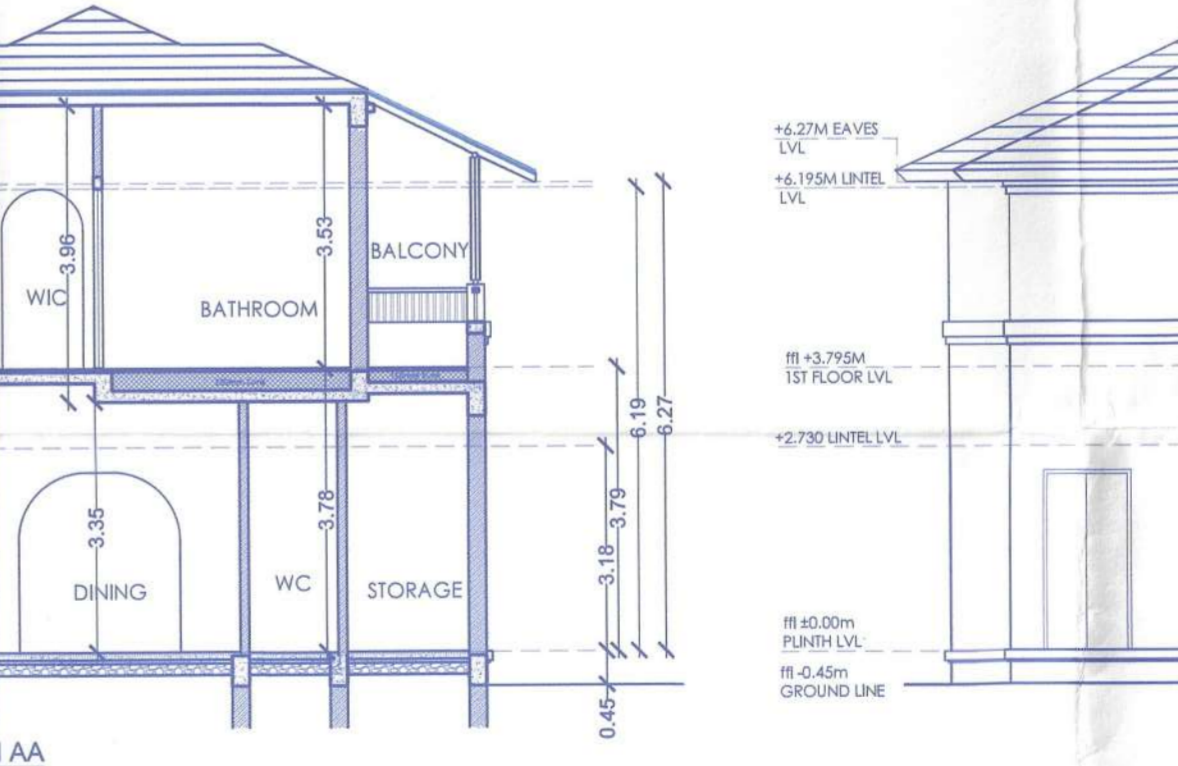 +6.27M EAVES
LVL
+6.195M LINTEL
LVL
3.96
3.53
BALCONY
WIC
BATHROOM
ffl +3.795M
1ST FLOOR LVL
6.19
6.27
+2.730 LINTEL LVL
3.35
3.78
3.79
3.18
DINING
WC
STORAGE
ffl ±0.00m
PLINTH LVL
ffl -0.45m
GROUND LINE
0.45
AA